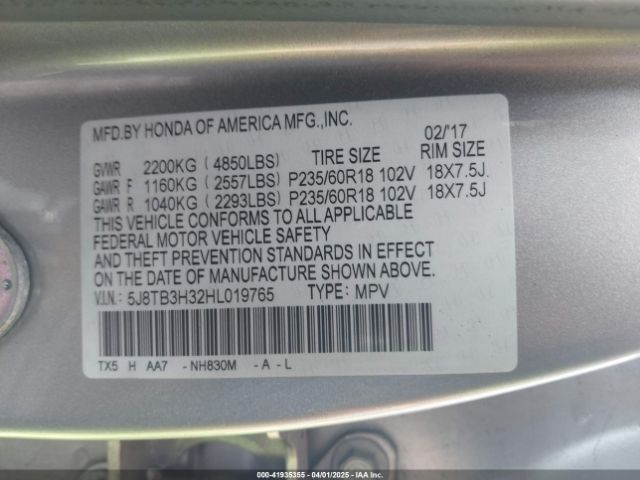 MFD.BY HONDA OF AMERICA MFG.,INC.
02/'17
GVWR 2200KG ( 4850LBS) TIRE SIZE RIM SIZE
GAWR F 1160KG ( 2557LBS) P235/60R18 102V 18X7.5J.
GAWR R 1040KG ( 2293LBS) P235/60R18 102V 18X7.5J
THIS VEHICLE CONFORMS TO ALL APPLICABLE
FEDERAL MOTOR VEHICLE SAFETY
AND THEFT PREVENTION STANDARDS IN EFFECT
ON THE DATE OF MANUFACTURE SHOWN ABOVE.
V.I.N.: 5J8TB3H32HL019765 TYPE: MPV
TX5 H AA7 - NH830M - A - L
000-41935355 - 04/01/2025 - IAAI.COM